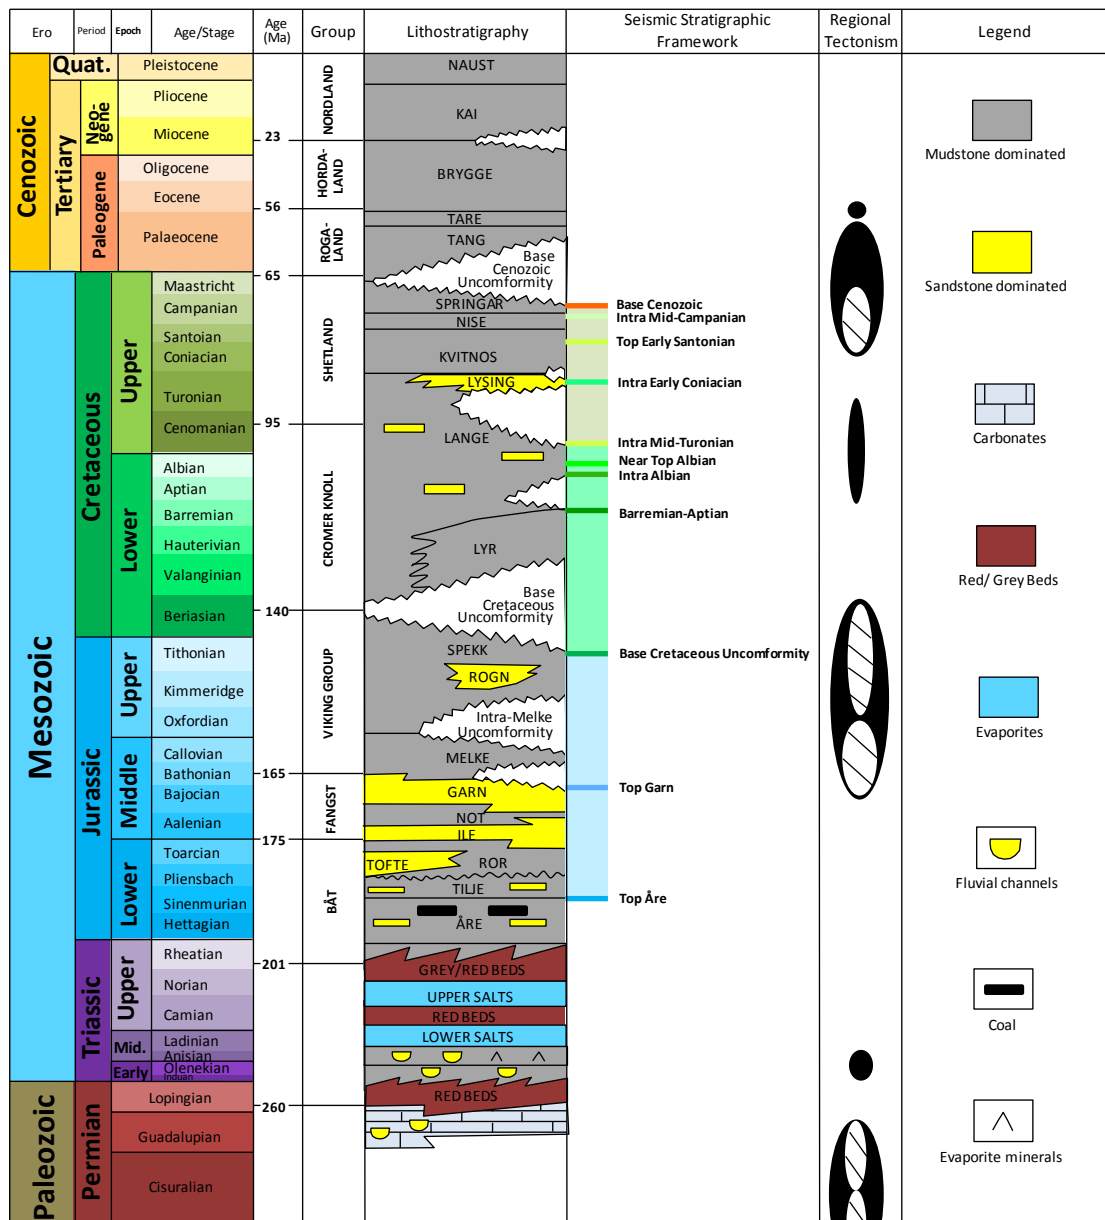 Ero
Period
Epoch
Age/Stage
Age
(Ma)
Group
Lithostratigraphy
Seismic Stratigraphic
Framework
Regional
Tectonism
Legend
Cenozoic
Mesozoic
Paleozoic
Quat.
Tertiary
Neo-
gene
Paleogene
Cretaceous
Jurassic
Triassic
Permian
Upper
Lower
Upper
Middle
Lower
Upper
Mid.
Early
Pleistocene
Pliocene
Miocene
Oligocene
Eocene
Palaeocene
Maastricht
Campanian
Santoian
Coniacian
Turonian
Cenomanian
Albian
Aptian
Barremian
Hauterivian
Valanginian
Beriasian
Tithonian
Kimmeridge
Oxfordian
Callovian
Bathonian
Bajocian
Aalenian
Toarcian
Pliensbach
Sinenmurian
Hettagian
Rheatian
Norian
Camian
Ladinian
Anisian
Olenekian
Induan
Lopingian
Guadalupian
Cisuralian
23
56
65
95
140
165
175
201
260
NORDLAND
HORDA-
LAND
ROGA-
LAND
SHETLAND
CROMER KNOLL
VIKING GROUP
FANGST
BÅT
NAUST
KAI
BRYGGE
TARE
TANG
Base
Cenozoic
Uncomformity
SPRINGAR
NISE
KVITNOS
LYSING
LANGE
LYR
Base
Cretaceous
Uncomformity
SPEKK
ROGN
Intra-Melke
Uncomformity
MELKE
GARN
NOT
ILE
TOFTE
ROR
TILJE
ÅRE
GREY/RED BEDS
UPPER SALTS
RED BEDS
LOWER SALTS
RED BEDS
Base Cenozoic
Intra Mid-Campanian
Top Early Santonian
Intra Early Coniacian
Intra Mid-Turonian
Near Top Albian
Intra Albian
Barremian-Aptian
Base Cretaceous Uncomformity
Top Garn
Top Åre
Mudstone dominated
Sandstone dominated
Carbonates
Red/ Grey Beds
Evaporites
Fluvial channels
Coal
Evaporite minerals